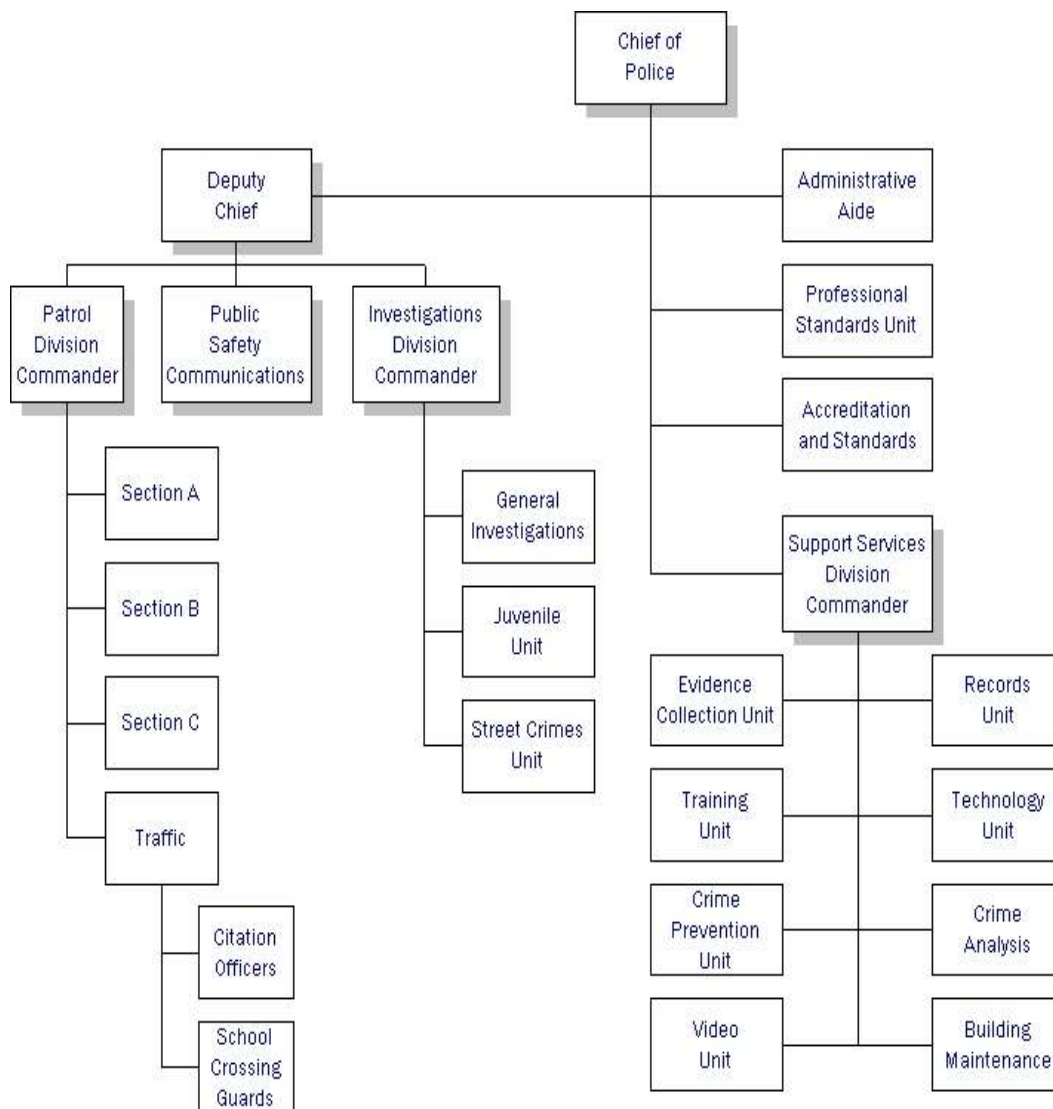 Chief of
Police
Deputy
Chief
Administrative
Aide
Patrol
Division
Commander
Public
Safety
Communications
Investigations
Division
Commander
Professional
Standards Unit
Accreditation
and Standards
Section A
Section B
Section C
Traffic
Citation
Officers
School
Crossing
Guards
General
Investigations
Juvenile
Unit
Street Crimes
Unit
Support Services
Division
Commander
Evidence
Collection Unit
Records
Unit
Training
Unit
Technology
Unit
Crime
Prevention
Unit
Crime
Analysis
Video
Unit
Building
Maintenance